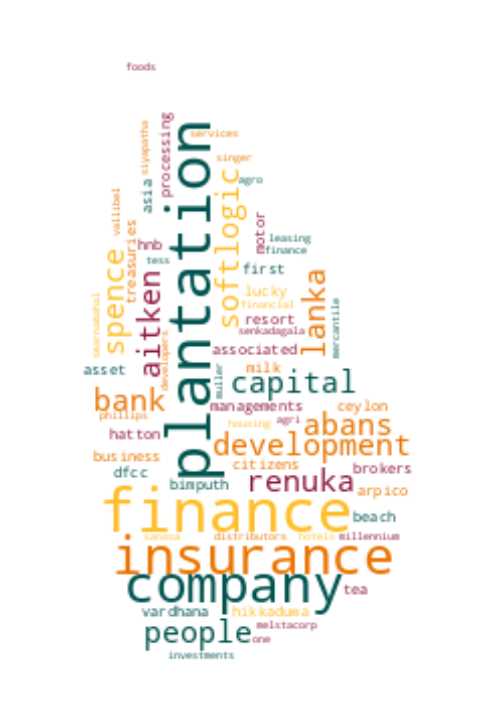 foods
plantation
processing
siyapatha
services
singer
agro
asia
vallibel
treasuries
hnb
tess
softlogic
motor
leasing
finance
first
spence
aitken
lucky
financial
lanka
resort
senkadagala
mercantile
swarnamahal
developers
associated
asset
milk
muller
capital
bank
managements
ceylon
phillips
agri
abans
housing
hatton
development
business
citizens
brokers
dfcc
bimputh
renuka
arpico
finance
beach
sanasa
distributors
hotels
millennium
insurance
company
tea
vardhana
hikkaduwa
people
melstacorp
one
investments